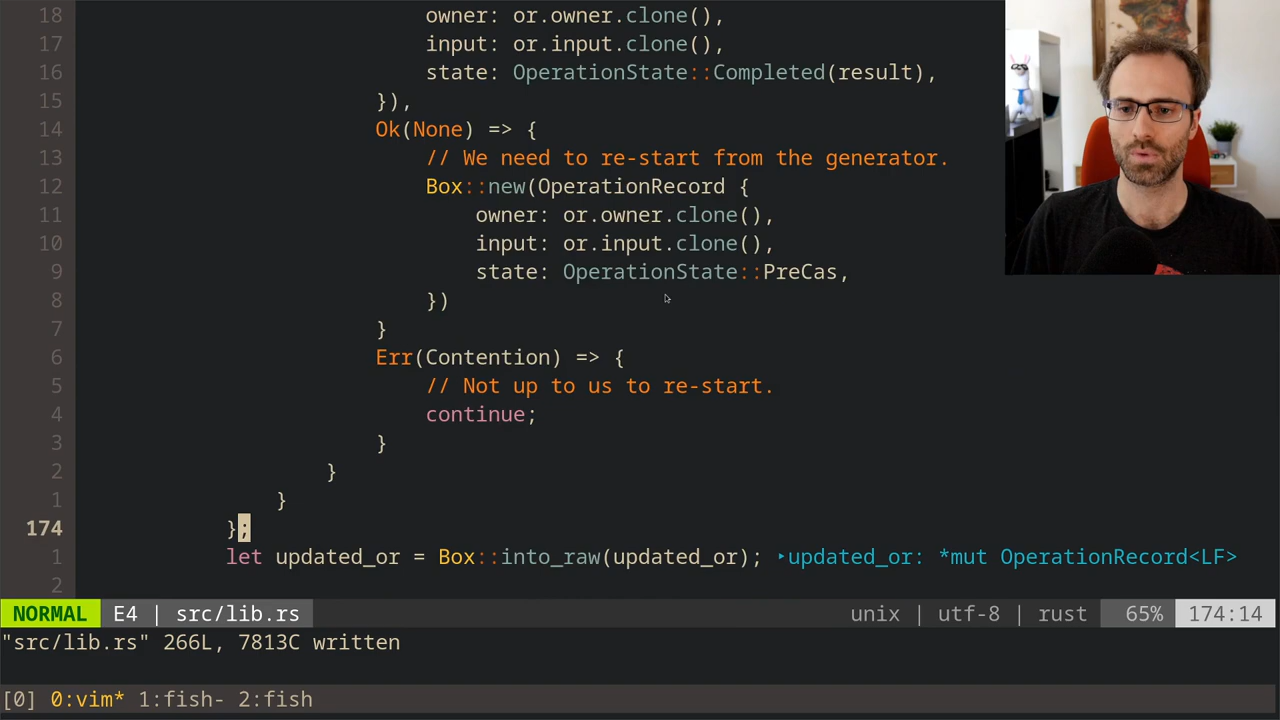 18 owner: or.owner.clone(),
17 input: or.input.clone(),
16 state: OperationState::Completed(result),
15 }),
14 Ok(None) => {
13 // We need to re-start from the generator.
12 Box::new(OperationRecord {
11 owner: or.owner.clone(),
10 input: or.input.clone(),
9 state: OperationState::PreCas,
8 })
7 }
6 Err(Contention) => {
5 // Not up to us to re-start.
4 continue;
3 }
2 }
1 }
174 };
1 let updated_or = Box::into_raw(updated_or); ‣updated_or: *mut OperationRecord<LF>
2
NORMAL E4 | src/lib.rs unix | utf-8 | rust 65% 174:14
"src/lib.rs" 266L, 7813C written
[0] 0:vim* 1:fish- 2:fish